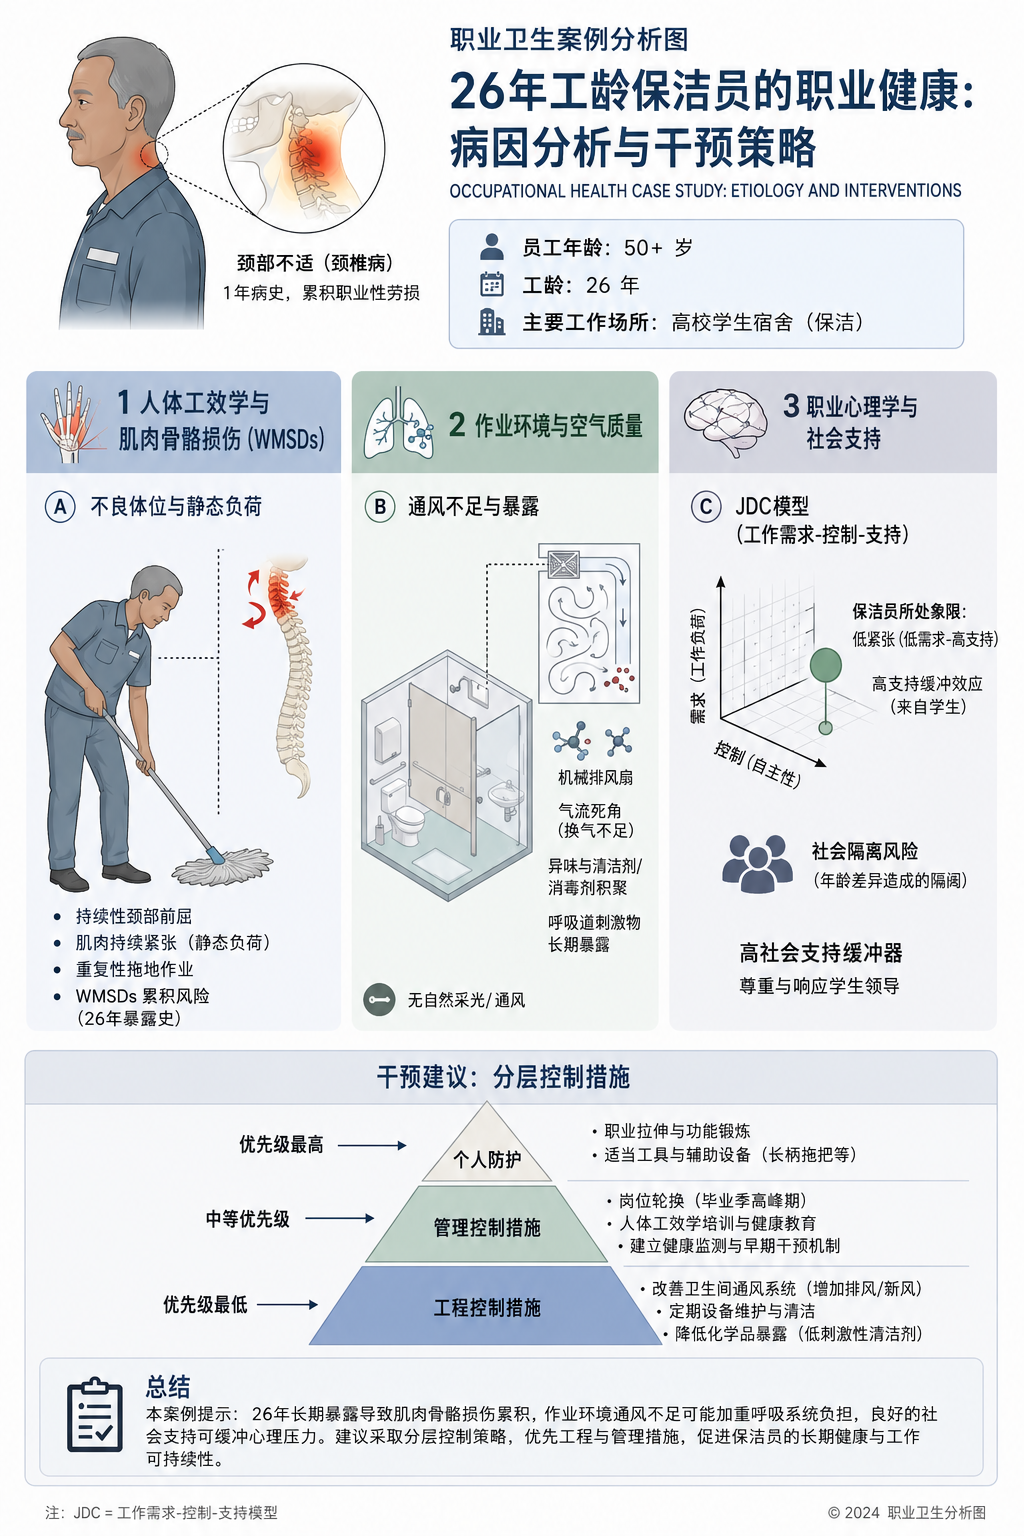 职业卫生案例分析图
26年工龄保洁员的职业健康:
病因分析与干预策略
OCCUPATIONAL HEALTH CASE STUDY: ETIOLOGY AND INTERVENTIONS
颈部不适（颈椎病）
1年病史，累积职业性劳损
员工年龄：50+ 岁
工龄：26 年
主要工作场所：高校学生宿舍（保洁）
1 人体工效学与
肌肉骨骼损伤 (WMSDs)
A 不良体位与静态负荷
持续性颈部前屈
肌肉持续紧张（静态负荷）
重复性拖地作业
WMSDs 累积风险
（26年暴露史）
2 作业环境与空气质量
B 通风不足与暴露
机械排风扇
气流死角
（换气不足）
异味与清洁剂/
消毒剂积聚
呼吸道刺激物
长期暴露
无自然采光/通风
3 职业心理学与
社会支持
C JDC模型
（工作需求-控制-支持）
需求（工作负荷）
控制（自主性）
保洁员所处象限：
低紧张（低需求-高支持）
高支持缓冲效应
（来自学生）
社会隔离风险
（年龄差异造成的隔阂）
高社会支持缓冲器
尊重与响应学生领导
干预建议：分层控制措施
优先级最高
个人防护
• 职业拉伸与功能锻炼
• 适当工具与辅助设备（长柄拖把等）
中等优先级
管理控制措施
• 岗位轮换（毕业季高峰期）
• 人体工效学培训与健康教育
• 建立健康监测与早期干预机制
优先级最低
工程控制措施
• 改善卫生间通风系统（增加排风/新风）
• 定期设备维护与清洁
• 降低化学品暴露（低刺激性清洁剂）
总结
本案例提示：26年长期暴露导致肌肉骨骼损伤累积，作业环境通风不足可能加重呼吸系统负担，良好的社
会支持可缓冲心理压力。建议采取分层控制策略，优先工程与管理措施，促进保洁员的长期健康与工作
可持续性。
注：JDC = 工作需求-控制-支持模型
© 2024 职业卫生分析图